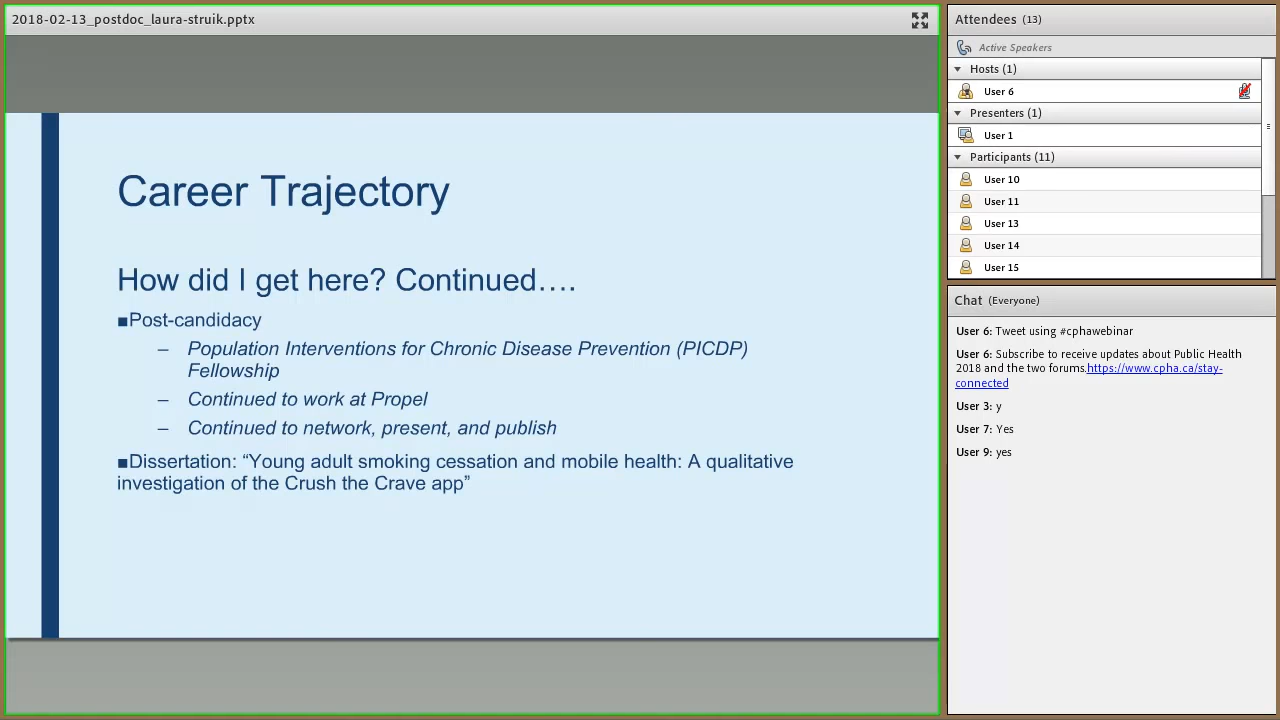 2018-02-13_postdoc_laura-struik.pptx
Career Trajectory
How did I get here? Continued….
■Post-candidacy
– Population Interventions for Chronic Disease Prevention (PICDP)
Fellowship
– Continued to work at Propel
– Continued to network, present, and publish
■Dissertation: “Young adult smoking cessation and mobile health: A qualitative
investigation of the Crush the Crave app”
Attendees (13)
Active Speakers
Hosts (1)
User 6
Presenters (1)
User 1
Participants (11)
User 10
User 11
User 13
User 14
User 15
Chat (Everyone)
User 6: Tweet using #cphawebinar
User 6: Subscribe to receive updates about Public Health
2018 and the two forums.https://www.cpha.ca/stay-
connected
User 3: y
User 7: Yes
User 9: yes